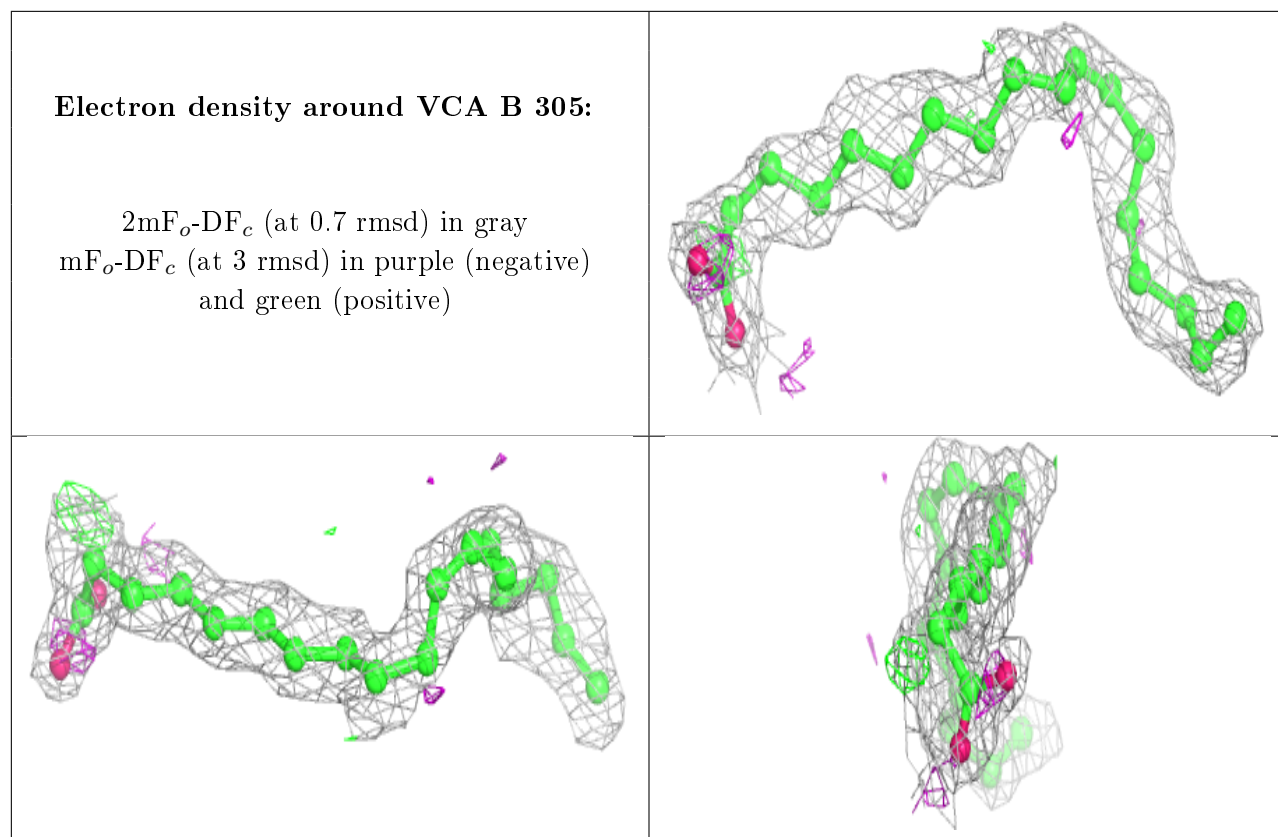 Electron density around VCA B 305:
2mFo-DFc (at 0.7 rmsd) in gray
mFo-DFc (at 3 rmsd) in purple (negative)
and green (positive)